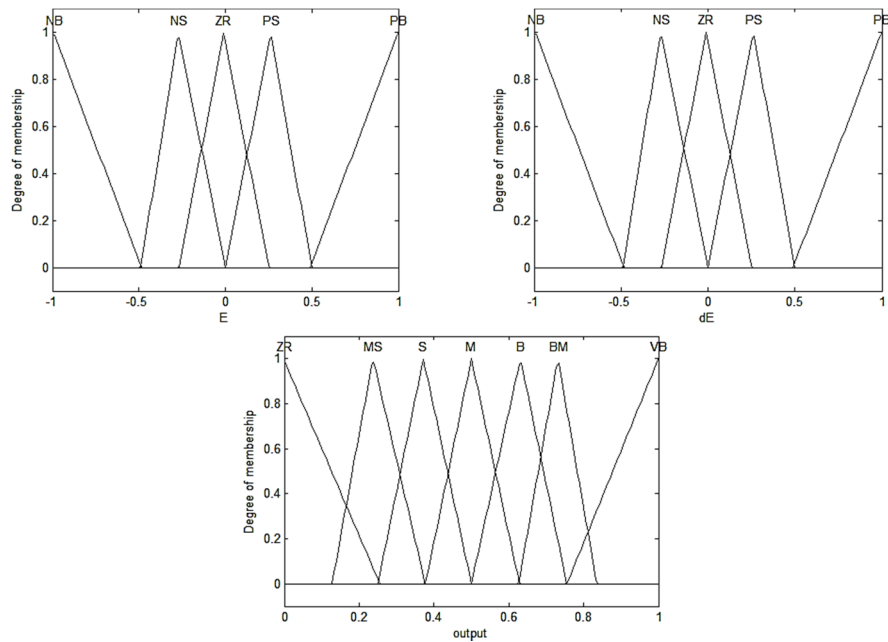 NB NS ZR PS PB
1
0.8
0.6
0.4
0.2
0
Degree of membership
-1 -0.5 0 0.5 1
E
NB NS ZR PS PB
1
0.8
0.6
0.4
0.2
0
Degree of membership
-1 -0.5 0 0.5 1
dE
ZR MS S M B BM VB
1
0.8
0.6
0.4
0.2
0
Degree of membership
0 0.2 0.4 0.6 0.8 1
output